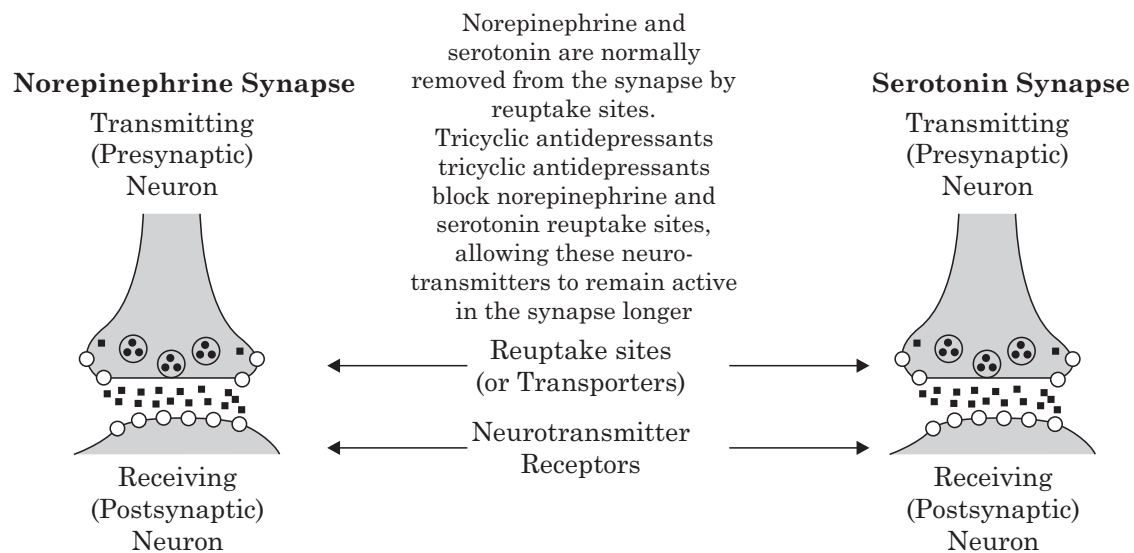 Norepinephrine Synapse
Transmitting
(Presynaptic)
Neuron
Norepinephrine and
serotonin are normally
removed from the synapse by
reuptake sites.
Tricyclic antidepressants
tricyclic antidepressants
block norepinephrine and
serotonin reuptake sites,
allowing these neuro-
transmitters to remain active
in the synapse longer
Serotonin Synapse
Transmitting
(Presynaptic)
Neuron
Reuptake sites
(or Transporters)
Neurotransmitter
Receptors
Receiving
(Postsynaptic)
Neuron
Receiving
(Postsynaptic)
Neuron